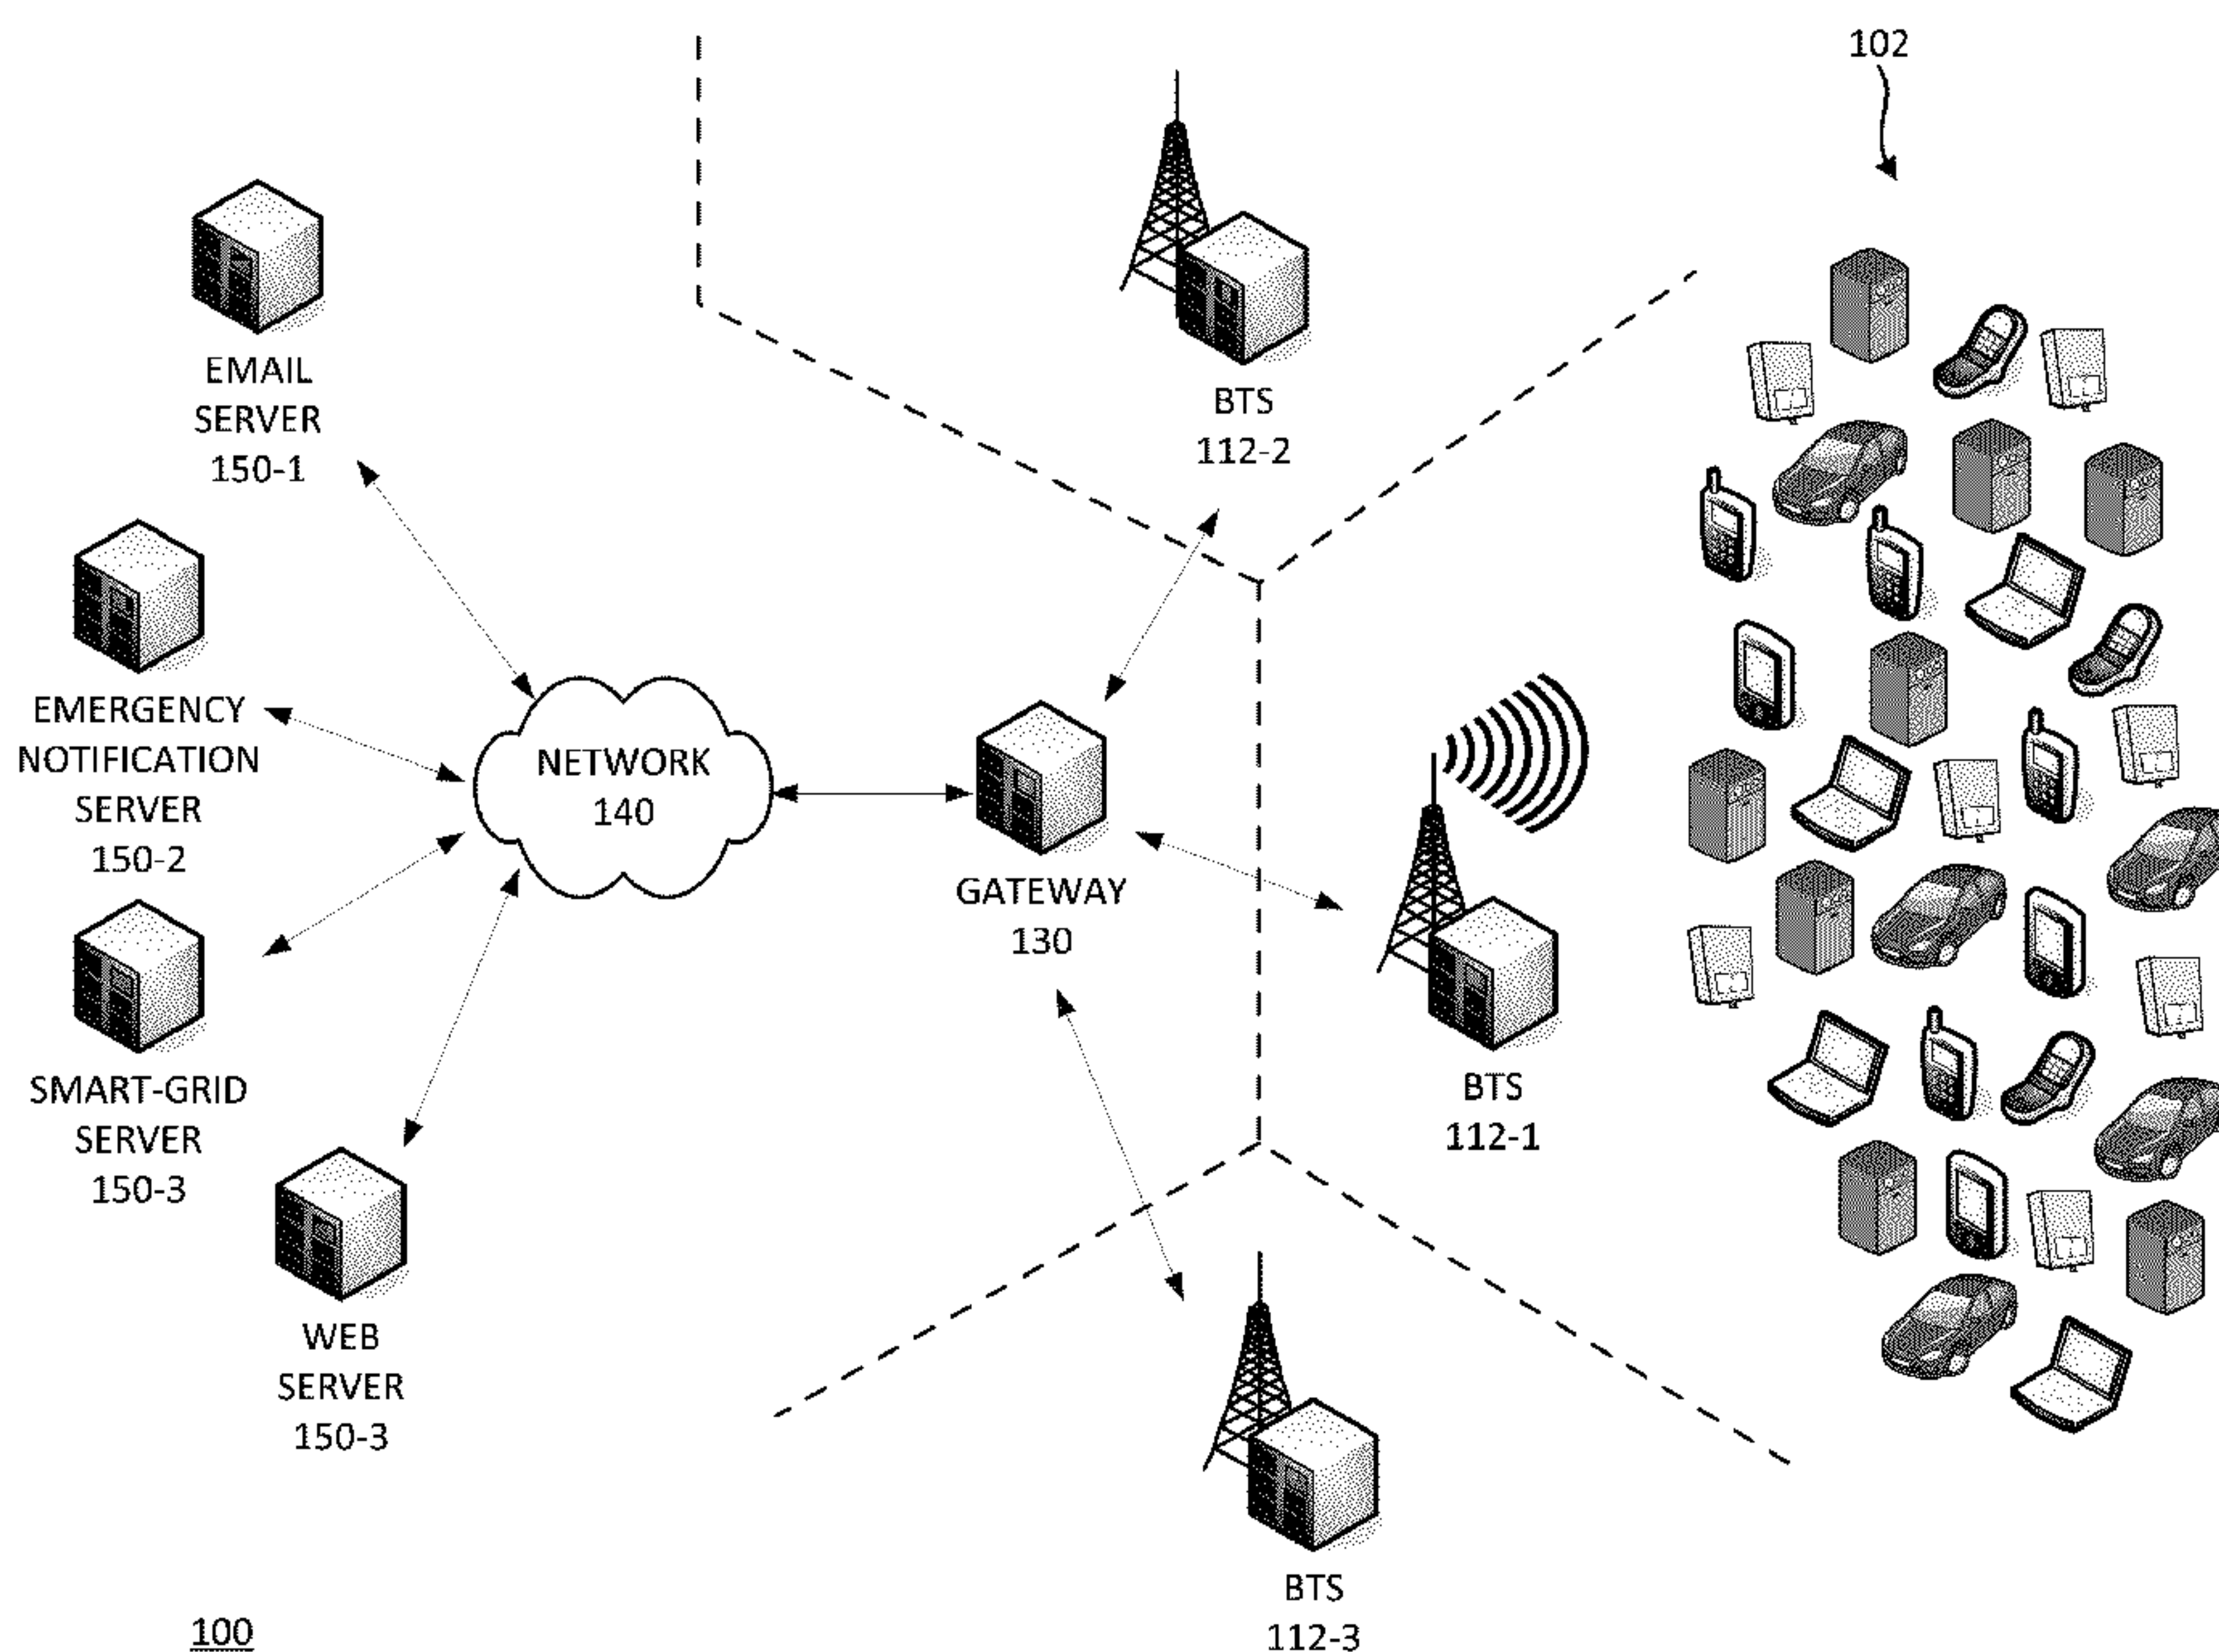 102
EMAIL
SERVER
150-1
BTS
112-2
EMERGENCY
NOTIFICATION
SERVER
150-2
NETWORK
140
GATEWAY
130
SMART-GRID
SERVER
150-3
BTS
112-1
WEB
SERVER
150-3
BTS
112-3
100